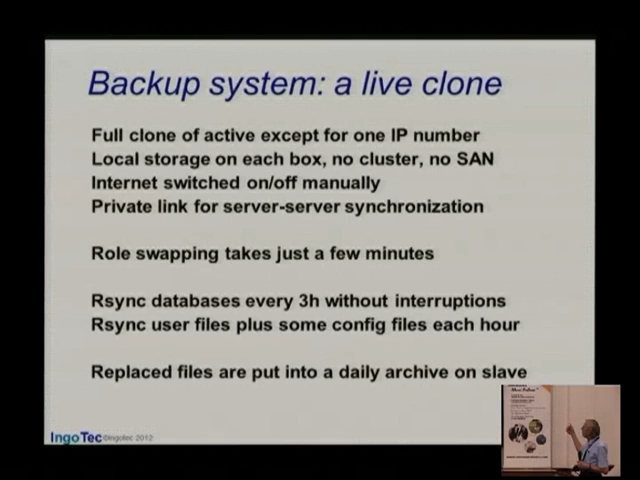 Backup system: a live clone
Full clone of active except for one IP number
Local storage on each box, no cluster, no SAN
Internet switched on/off manually
Private link for server-server synchronization
Role swapping takes just a few minutes
Rsync databases every 3h without interruptions
Rsync user files plus some config files each hour
Replaced files are put into a daily archive on slave
IngoTec ©ingotec 2012